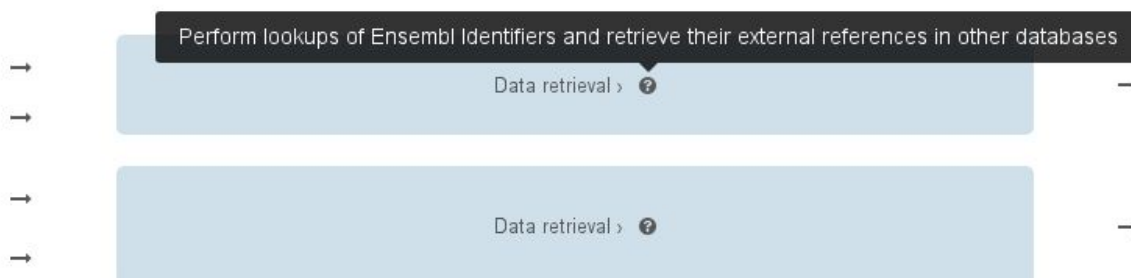 Perform lookups of Ensembl Identifiers and retrieve their external references in other databases
Data retrieval ›
Data retrieval ›